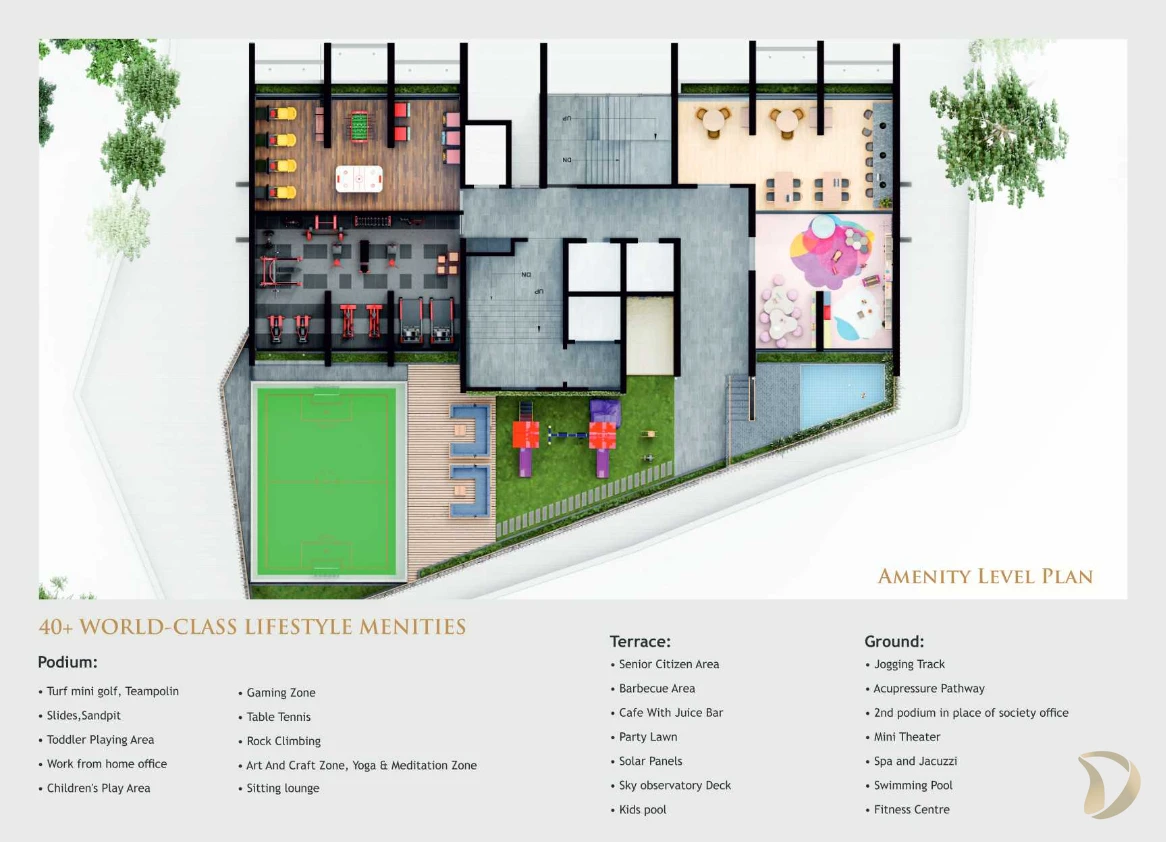 UP
DN
DN
UP
AMENITY LEVEL PLAN
40+ WORLD-CLASS LIFESTYLE MENITIES
Podium:
• Turf mini golf, Teampolin
• Slides,Sandpit
• Toddler Playing Area
• Work from home office
• Children's Play Area
• Gaming Zone
• Table Tennis
• Rock Climbing
• Art And Craft Zone, Yoga & Meditation Zone
• Sitting lounge
Terrace:
• Senior Citizen Area
• Barbecue Area
• Cafe With Juice Bar
• Party Lawn
• Solar Panels
• Sky observatory Deck
• Kids pool
Ground:
• Jogging Track
• Acupressure Pathway
• 2nd podium in place of society office
• Mini Theater
• Spa and Jacuzzi
• Swimming Pool
• Fitness Centre